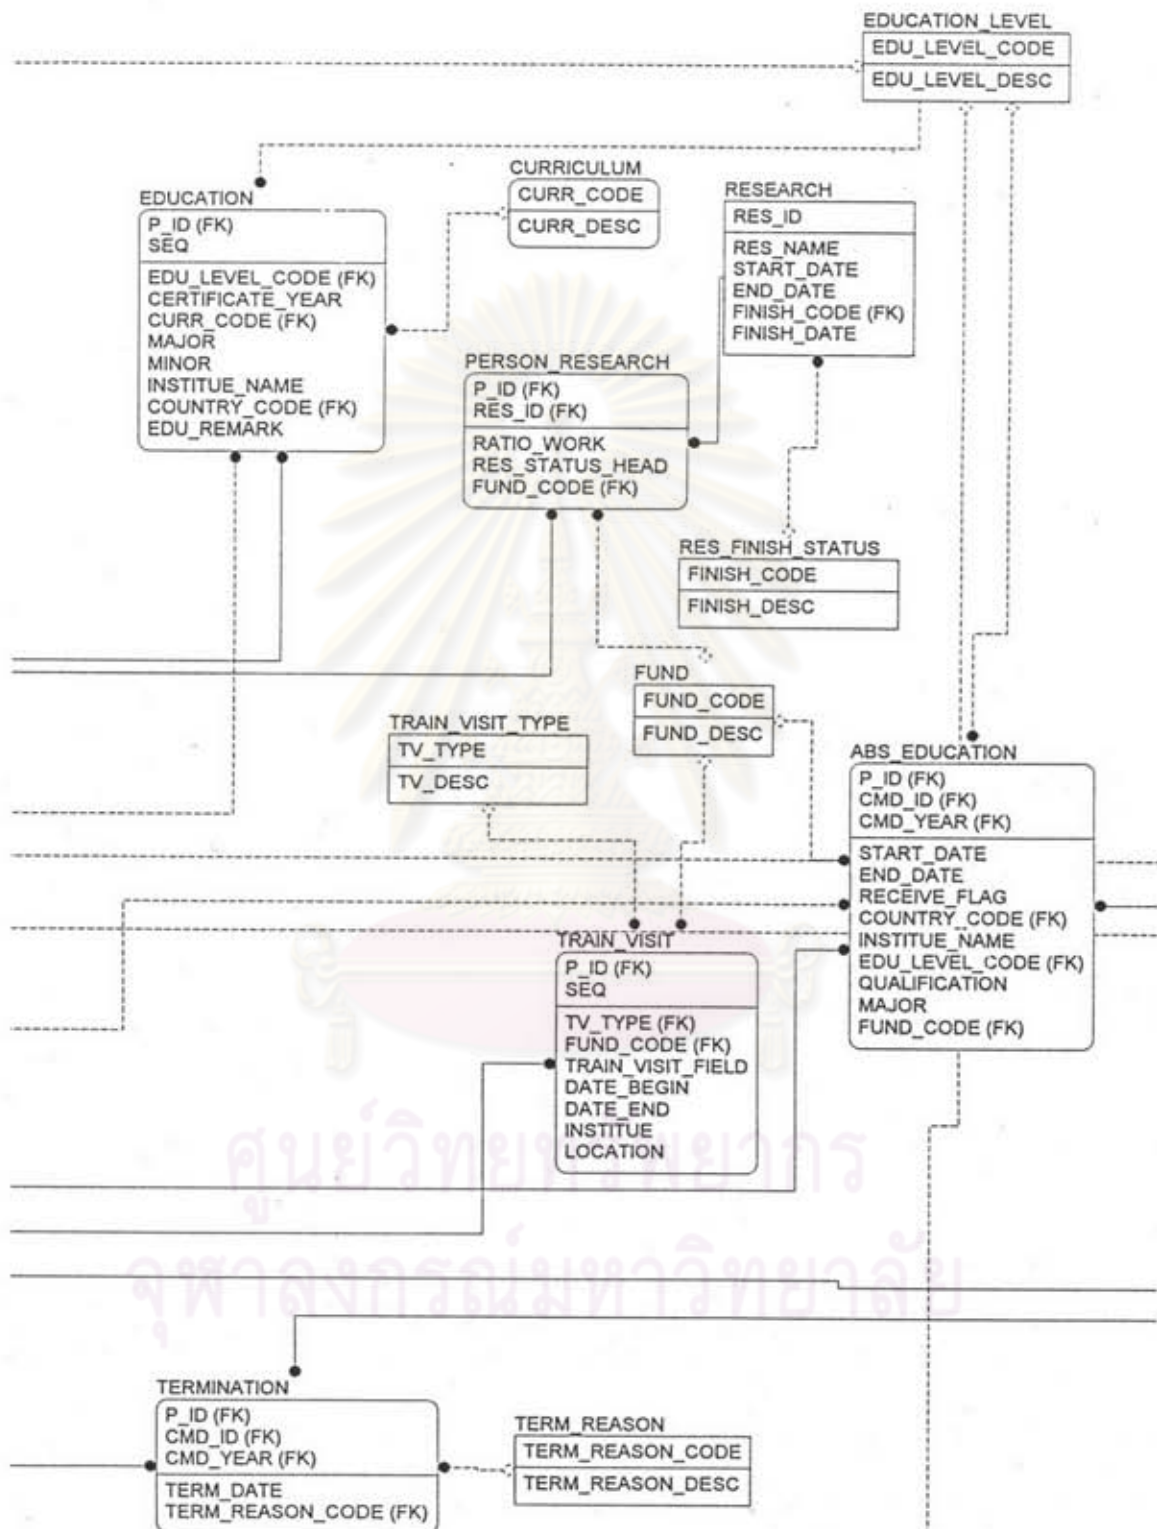 EDUCATION_LEVEL
EDU_LEVEL_CODE
EDU_LEVEL_DESC
EDUCATION
P_ID (FK)
SEQ
EDU_LEVEL_CODE (FK)
CERTIFICATE_YEAR
CURR_CODE (FK)
MAJOR
MINOR
INSTITUE_NAME
COUNTRY_CODE (FK)
EDU_REMARK
CURRICULUM
CURR_CODE
CURR_DESC
RESEARCH
RES_ID
RES_NAME
START_DATE
END_DATE
FINISH_CODE (FK)
FINISH_DATE
PERSON_RESEARCH
P_ID (FK)
RES_ID (FK)
RATIO_WORK
RES_STATUS_HEAD
FUND_CODE (FK)
RES_FINISH_STATUS
FINISH_CODE
FINISH_DESC
FUND
FUND_CODE
FUND_DESC
TRAIN_VISIT_TYPE
TV_TYPE
TV_DESC
ABS_EDUCATION
P_ID (FK)
CMD_ID (FK)
CMD_YEAR (FK)
START_DATE
END_DATE
RECEIVE_FLAG
COUNTRY_CODE (FK)
INSTITUE_NAME
EDU_LEVEL_CODE (FK)
QUALIFICATION
MAJOR
FUND_CODE (FK)
TRAIN_VISIT
P_ID (FK)
SEQ
TV_TYPE (FK)
FUND_CODE (FK)
TRAIN_VISIT_FIELD
DATE_BEGIN
DATE_END
INSTITUE
LOCATION
ศูนย์วิทยทรัพยากร
จุฬาลงกรณ์มหาวิทยาลัย
TERMINATION
P_ID (FK)
CMD_ID (FK)
CMD_YEAR (FK)
TERM_DATE
TERM_REASON_CODE (FK)
TERM_REASON
TERM_REASON_CODE
TERM_REASON_DESC